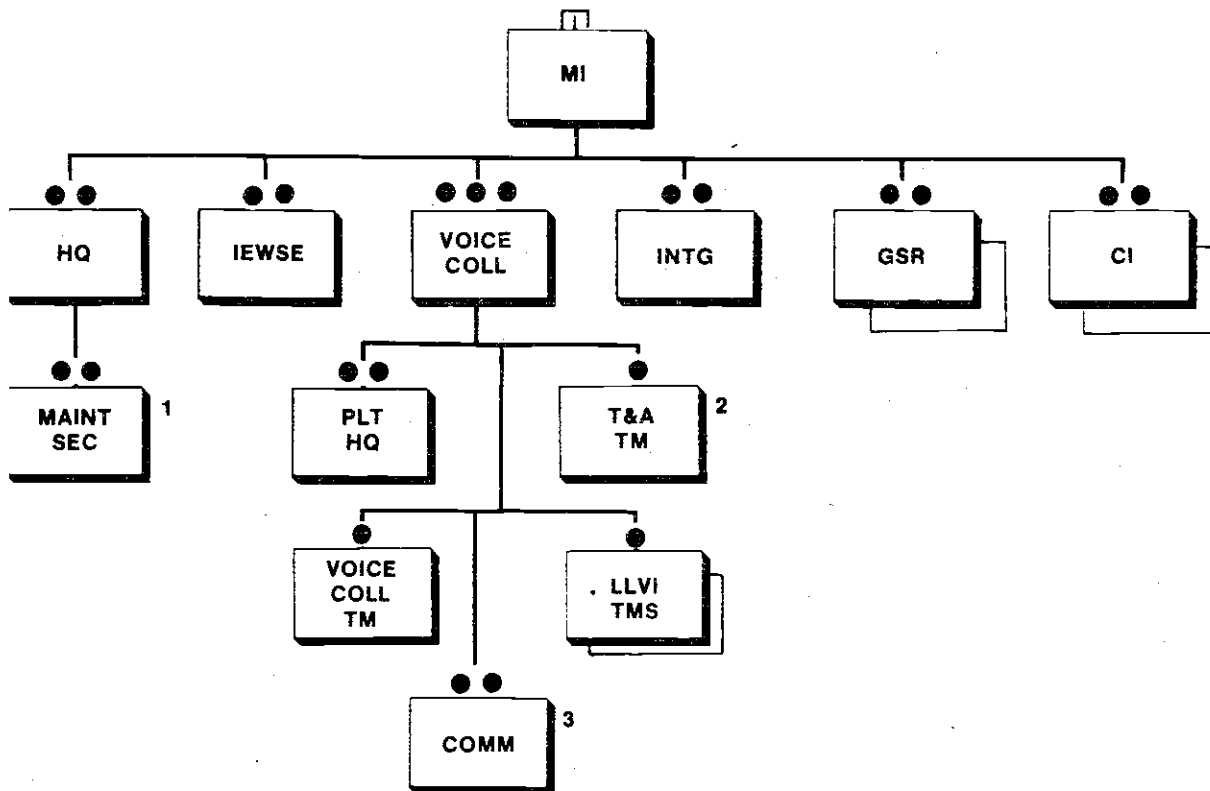 MI
HQ
IEWSE
VOICE
COLL
INTG
GSR
CI
MAINT
SEC
1
PLT
HQ
T&A
TM
2
VOICE
COLL
TM
LLVI
TMS
COMM
3